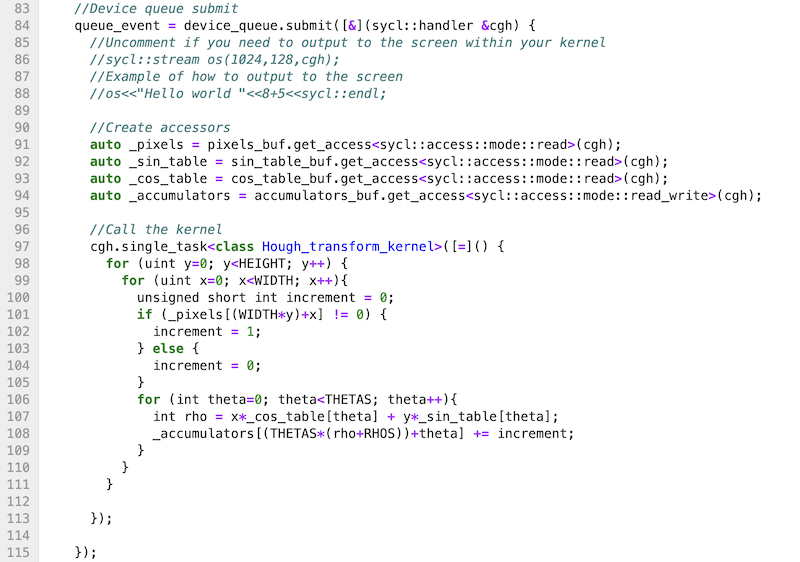 83 //Device queue submit
84 queue_event = device_queue.submit([&](sycl::handler &cgh) {
85 //Uncomment if you need to output to the screen within your kernel
86 //sycl::stream os(1024,128,cgh);
87 //Example of how to output to the screen
88 //os<<"Hello world "<<8+5<<sycl::endl;
89
90 //Create accessors
91 auto _pixels = pixels_buf.get_access<sycl::access::mode::read>(cgh);
92 auto _sin_table = sin_table_buf.get_access<sycl::access::mode::read>(cgh);
93 auto _cos_table = cos_table_buf.get_access<sycl::access::mode::read>(cgh);
94 auto _accumulators = accumulators_buf.get_access<sycl::access::mode::read_write>(cgh);
95
96 //Call the kernel
97 cgh.single_task<class Hough_transform_kernel>([=]() {
98 for (uint y=0; y<HEIGHT; y++) {
99 for (uint x=0; x<WIDTH; x++){
100 unsigned short int increment = 0;
101 if (_pixels[(WIDTH*y)+x] != 0) {
102 increment = 1;
103 } else {
104 increment = 0;
105 }
106 for (int theta=0; theta<THETAS; theta++){
107 int rho = x*_cos_table[theta] + y*_sin_table[theta];
108 _accumulators[(THETAS*(rho+RHOS))+theta] += increment;
109 }
110 }
111 }
112
113 });
114
115 });